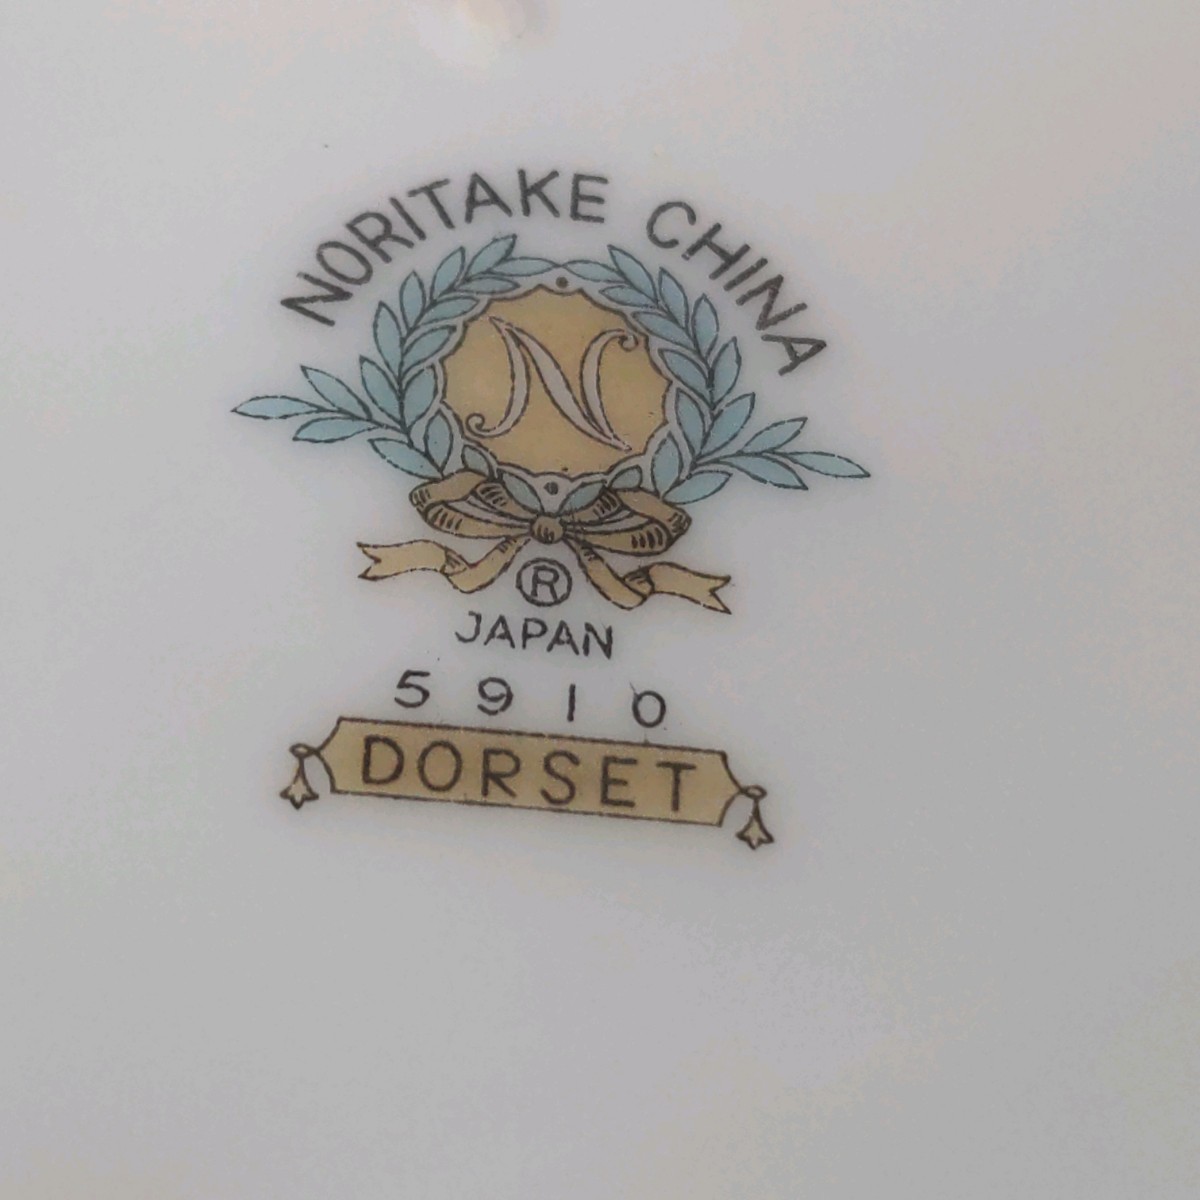 NORITAKE CHINA
N
®
JAPAN
5910
DORSET